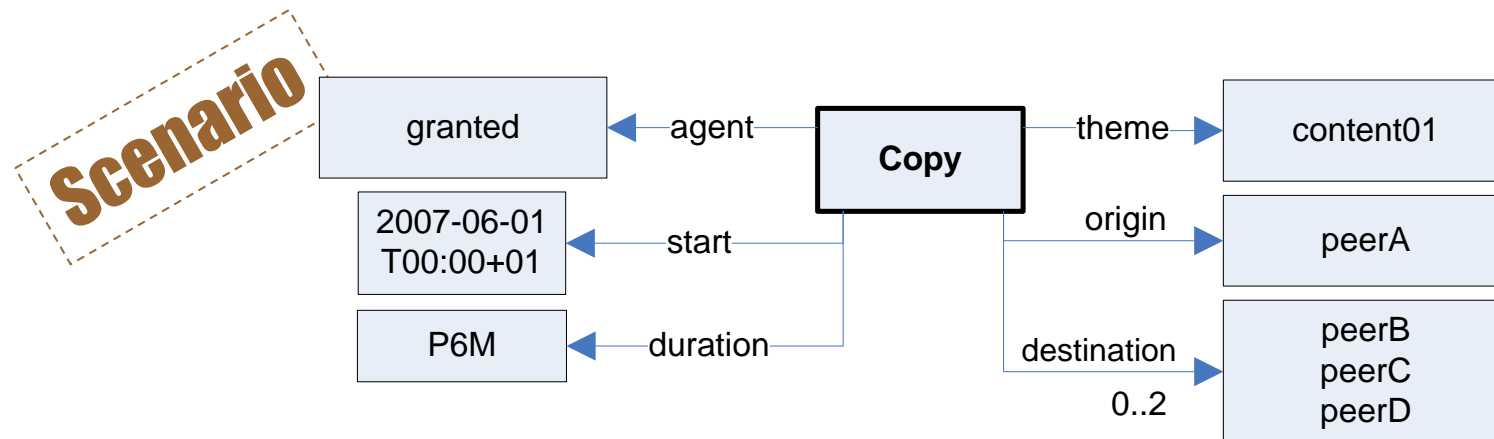 Scenario
granted
agent
Copy
theme
content01
2007-06-01
T00:00+01
start
origin
peerA
P6M
duration
destination
0..2
peerB
peerC
peerD